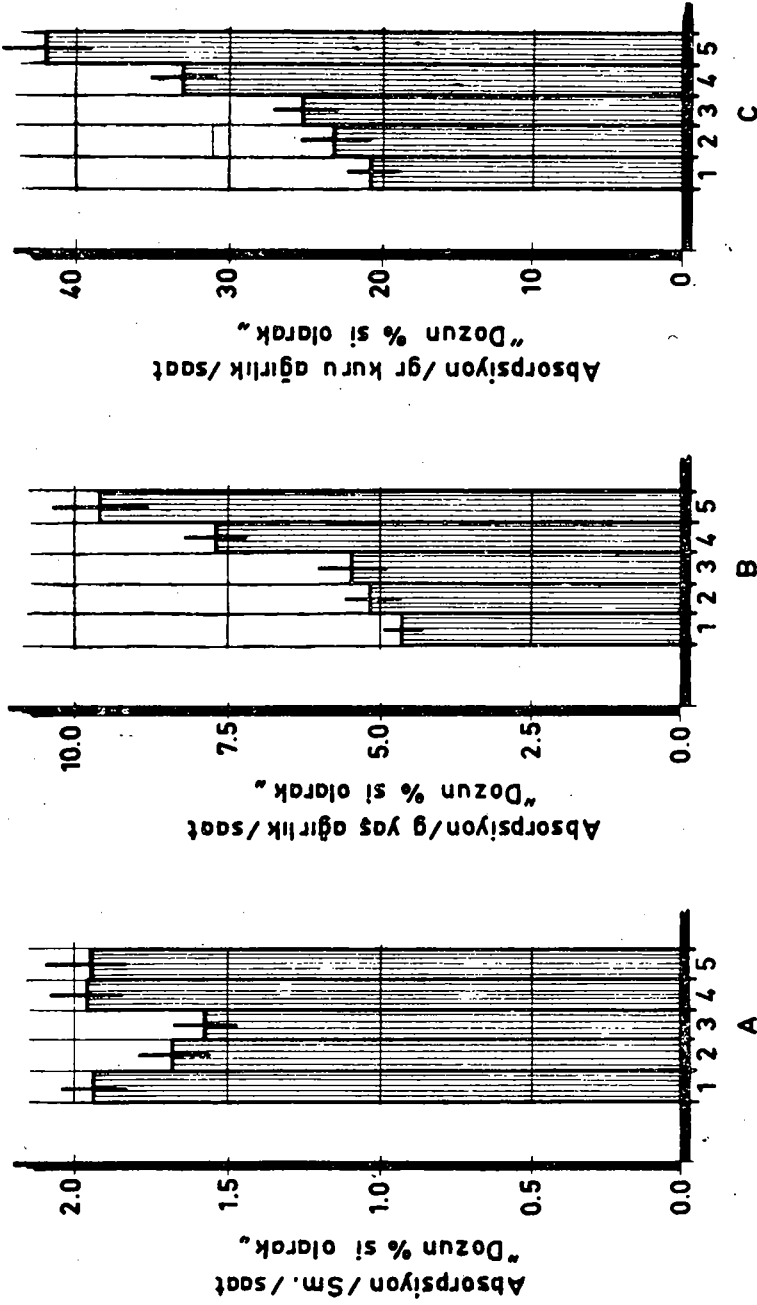 Absorpsiyon / Sm. / saat
"Dozun % si olarak„
2.0
1.5
1.0
0.5
0.0
1 2 3 4 5
A
Absorpsiyon/g yaş ağırlık/saat
"Dozun % si olarak„
10.0
7.5
5.0
2.5
0.0
1 2 3 4 5
B
Absorpsiyon/gr kuru ağırlık/saat
"Dozun % si olarak„
40
30
20
10
0
1 2 3 4 5
C